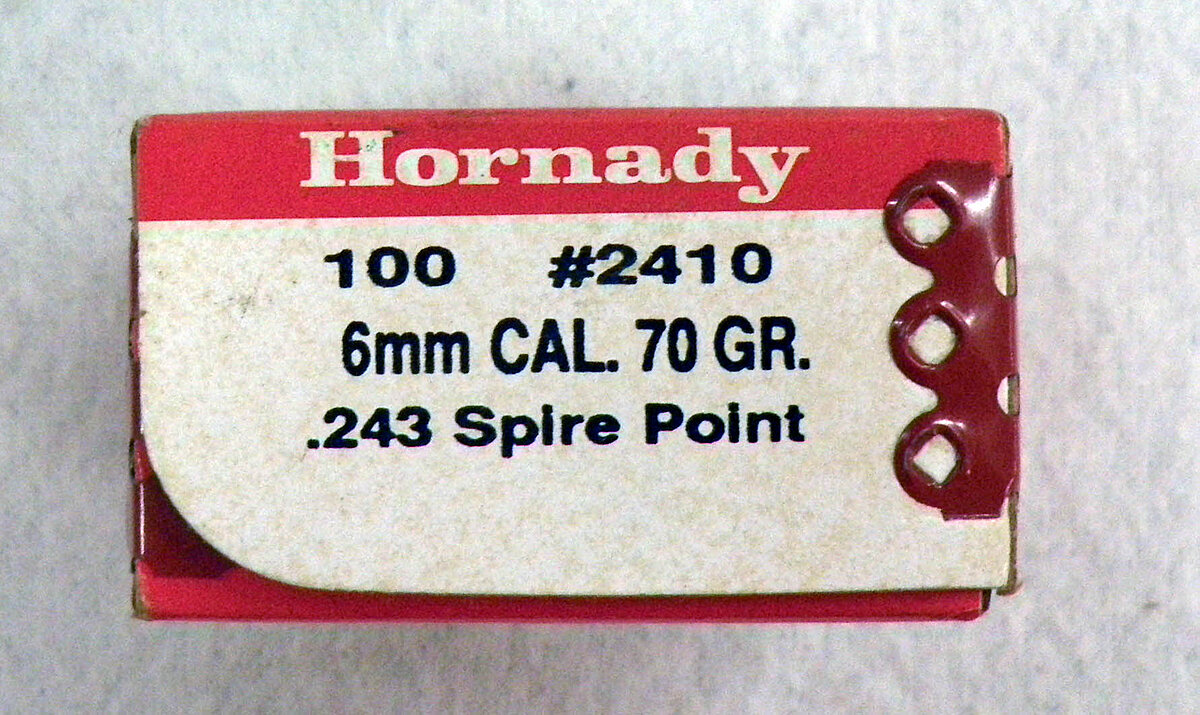 Hornady
100 #2410
6mm CAL. 70 GR.
.243 Spire Point